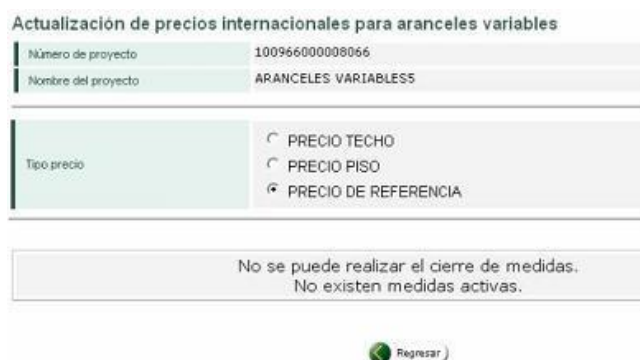 Actualización de precios internacionales para aranceles variables
Número de proyecto 100966000008066
Nombre del proyecto ARANCELES VARIABLES5
Tipo precio
PRECIO TECHO
PRECIO PISO
PRECIO DE REFERENCIA
No se puede realizar el cierre de medidas.
No existen medidas activas.
Regresar